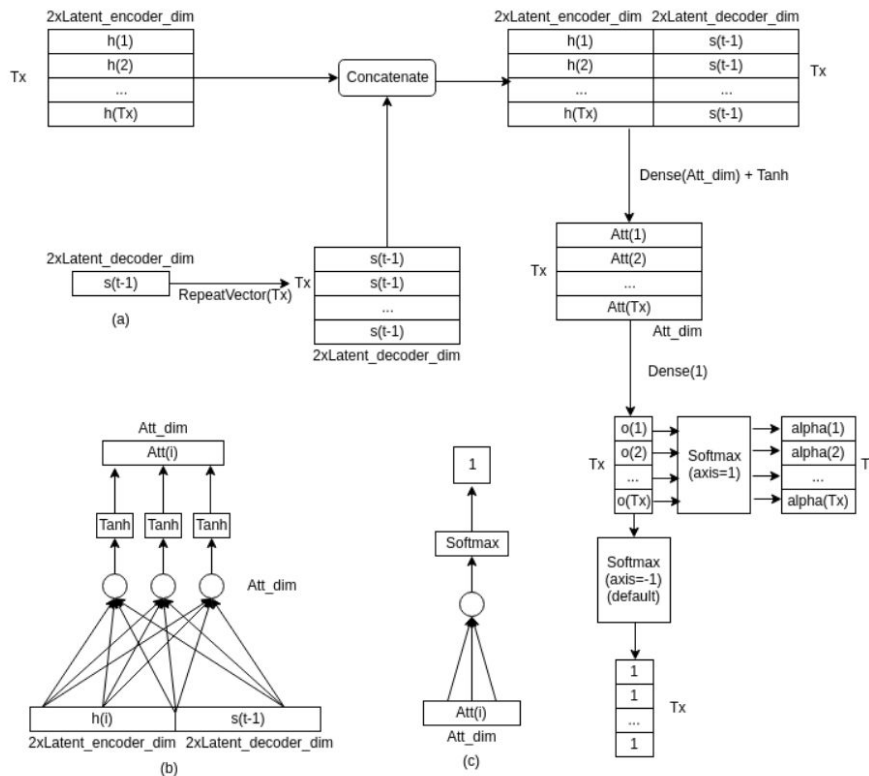 2xLatent_encoder_dim
h(1)
h(2)
...
h(Tx)
Tx
Concatenate
2xLatent_encoder_dim 2xLatent_decoder_dim
h(1) s(t-1)
h(2) s(t-1)
... ...
h(Tx) s(t-1)
Tx
Dense(Att_dim) + Tanh
2xLatent_decoder_dim
s(t-1)
RepeatVector(Tx)
(a)
Tx
s(t-1)
s(t-1)
...
s(t-1)
2xLatent_decoder_dim
Tx
Att(1)
Att(2)
...
Att(Tx)
Att_dim
Dense(1)
Tx
o(1)
o(2)
...
o(Tx)
Softmax
(axis=1)
alpha(1)
alpha(2)
...
alpha(Tx)
T
Softmax
(axis=-1)
(default)
1
1
...
1
Tx
Att_dim
Att(i)
Tanh Tanh Tanh
Att_dim
h(i) s(t-1)
2xLatent_encoder_dim 2xLatent_decoder_dim
(b)
1
Softmax
Att(i)
Att_dim
(c)